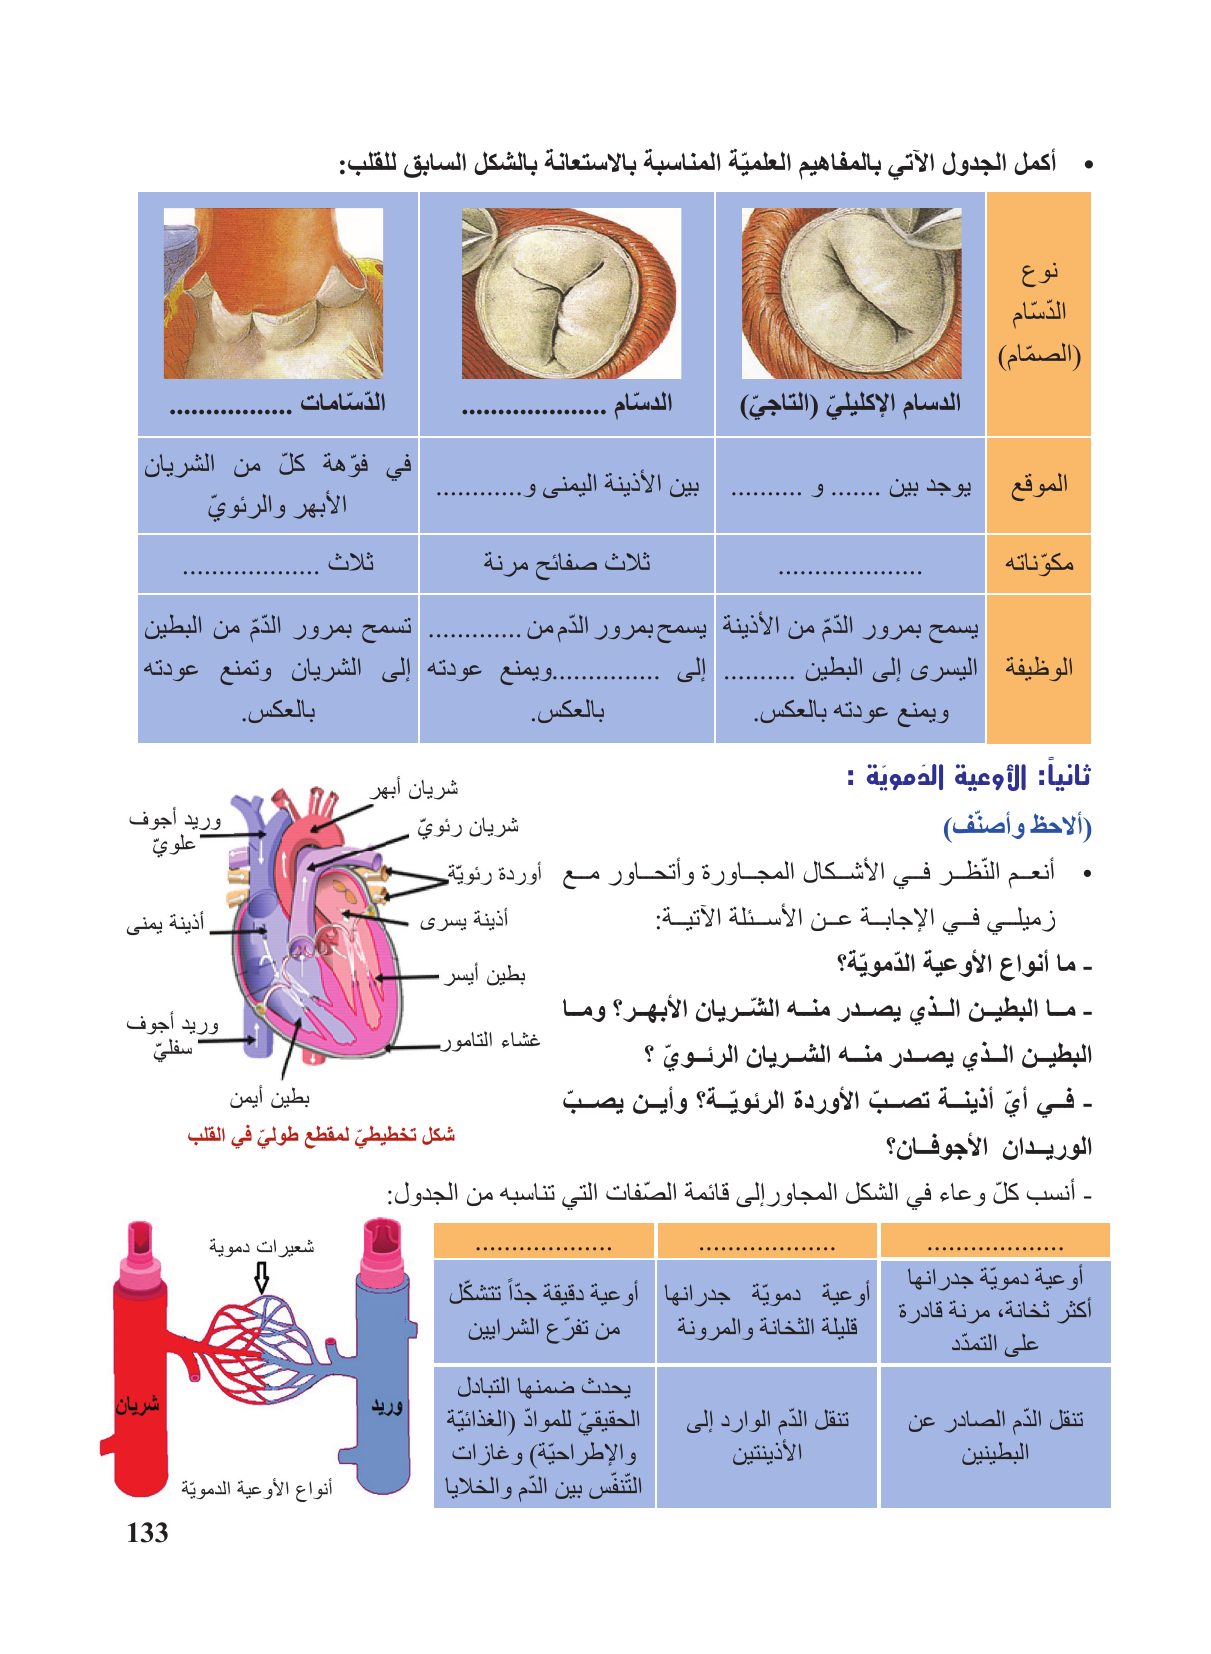 • أكمل الجدول الآتي بالمفاهيم العلميّة المناسبة بالاستعانة بالشكل السابق للقلب:
نوع
الدّسّام
(الصمّام)
الدسام الإكليليّ (التّاجيّ)
الدسّام ....................
الدّسّامات .................
الموقع
يوجد بين ....... و ..........
بين الأذينة اليمنى و............
في فوّهة كلّ من الشريان
الأبهر والرئويّ
مكوّناته
....................
ثلاث صفائح مرنة
ثلاث ...................
الوظيفة
يسمح بمرور الدّمّ من الأذينة
اليسرى إلى البطين ..........
ويمنع عودته بالعكس.
يسمح بمرور الدّم من .............
إلى ...............ويمنع عودته
بالعكس.
تسمح بمرور الدّمّ من البطين
إلى الشريان وتمنع عودته
بالعكس.
ثانياً: الأوعية الدّمويّة :
(ألاحظ وأصنّف)
• أنعم النّظر في الأشكال المجاورة وأتحاور مع
زميلي في الإجابة عن الأسئلة الآتية:
- ما أنواع الأوعية الدّمويّة؟
- ما البطين الذي يصدر منه الشّريان الأبهر؟ وما
البطين الذي يصدر منه الشريان الرئويّ ؟
- في أيّ أذينة تصبّ الأوردة الرئويّة؟ وأين يصبّ
الوريدان الأجوفان؟
شريان أبهر
شريان رئويّ
أوردة رئويّة
أذينة يسرى
بطين أيسر
غشاء التامور
وريد أجوف
علويّ
أذينة يمنى
وريد أجوف
سفليّ
بطين أيمن
شكل تخطيطيّ لمقطع طوليّ في القلب
- أنسب كلّ وعاء في الشكل المجاورإلى قائمة الصّفات التي تناسبه من الجدول:
...................
...................
...................
أوعية دمويّة جدرانها
أكثر ثخانة، مرنة قادرة
على التمدّد
أوعية دمويّة جدرانها
قليلة الثخانة والمرونة
أوعية دقيقة جدّاً تتشكّل
من تفرّع الشرايين
تنقل الدّم الصادر عن
البطينين
تنقل الدّم الوارد إلى
الأذينتين
يحدث ضمنها التبادل
الحقيقيّ للموادّ (الغذائيّة
والإطراحيّة) وغازات
التّنفّس بين الدّم والخلايا
شعيرات دموية
شريان
وريد
أنواع الأوعية الدمويّة
133